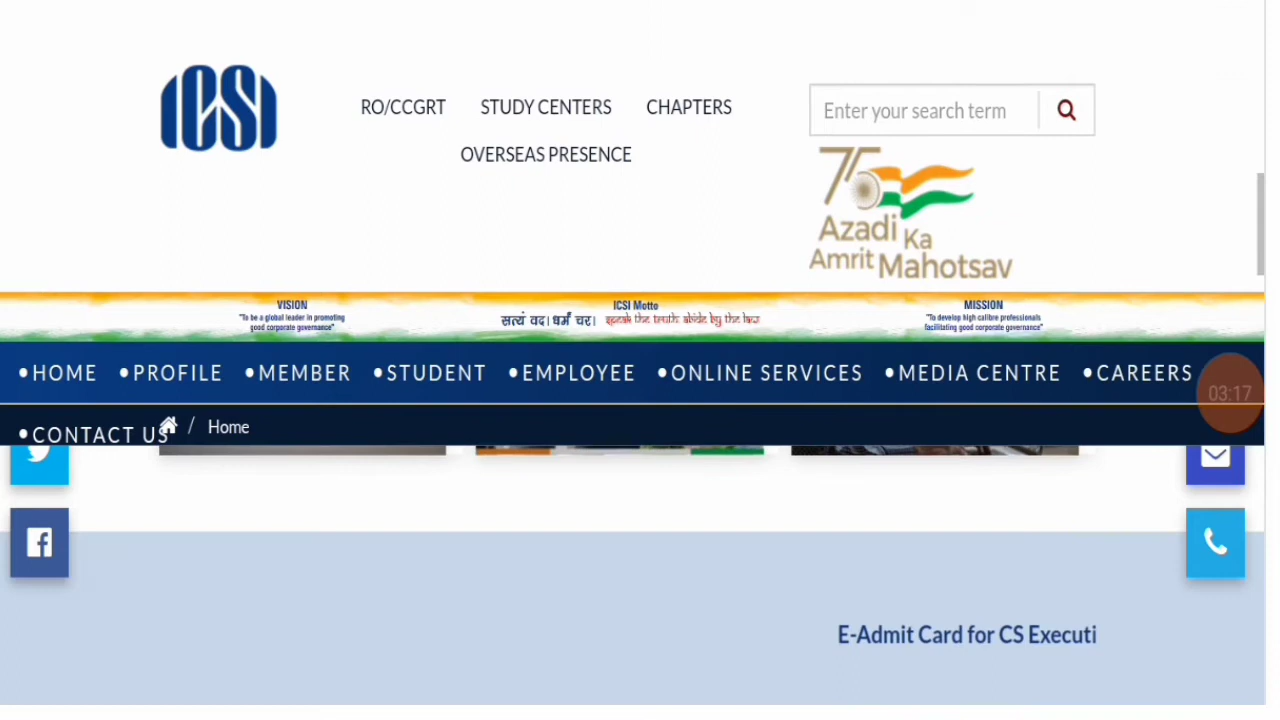 ICSI
RO/CCGRT STUDY CENTERS CHAPTERS
OVERSEAS PRESENCE
Enter your search term
75
Azadi Ka
Amrit Mahotsav
VISION
"To be a global leader in promoting
good corporate governance"
ICSI Motto
सत्यं वद। धर्मं चर। speak the truth. abide by the law.
MISSION
"To develop high calibre professionals
facilitating good corporate governance"
•HOME •PROFILE •MEMBER •STUDENT •EMPLOYEE •ONLINE SERVICES •MEDIA CENTRE •CAREERS
03:17
•CONTACT US / Home
E-Admit Card for CS Executi